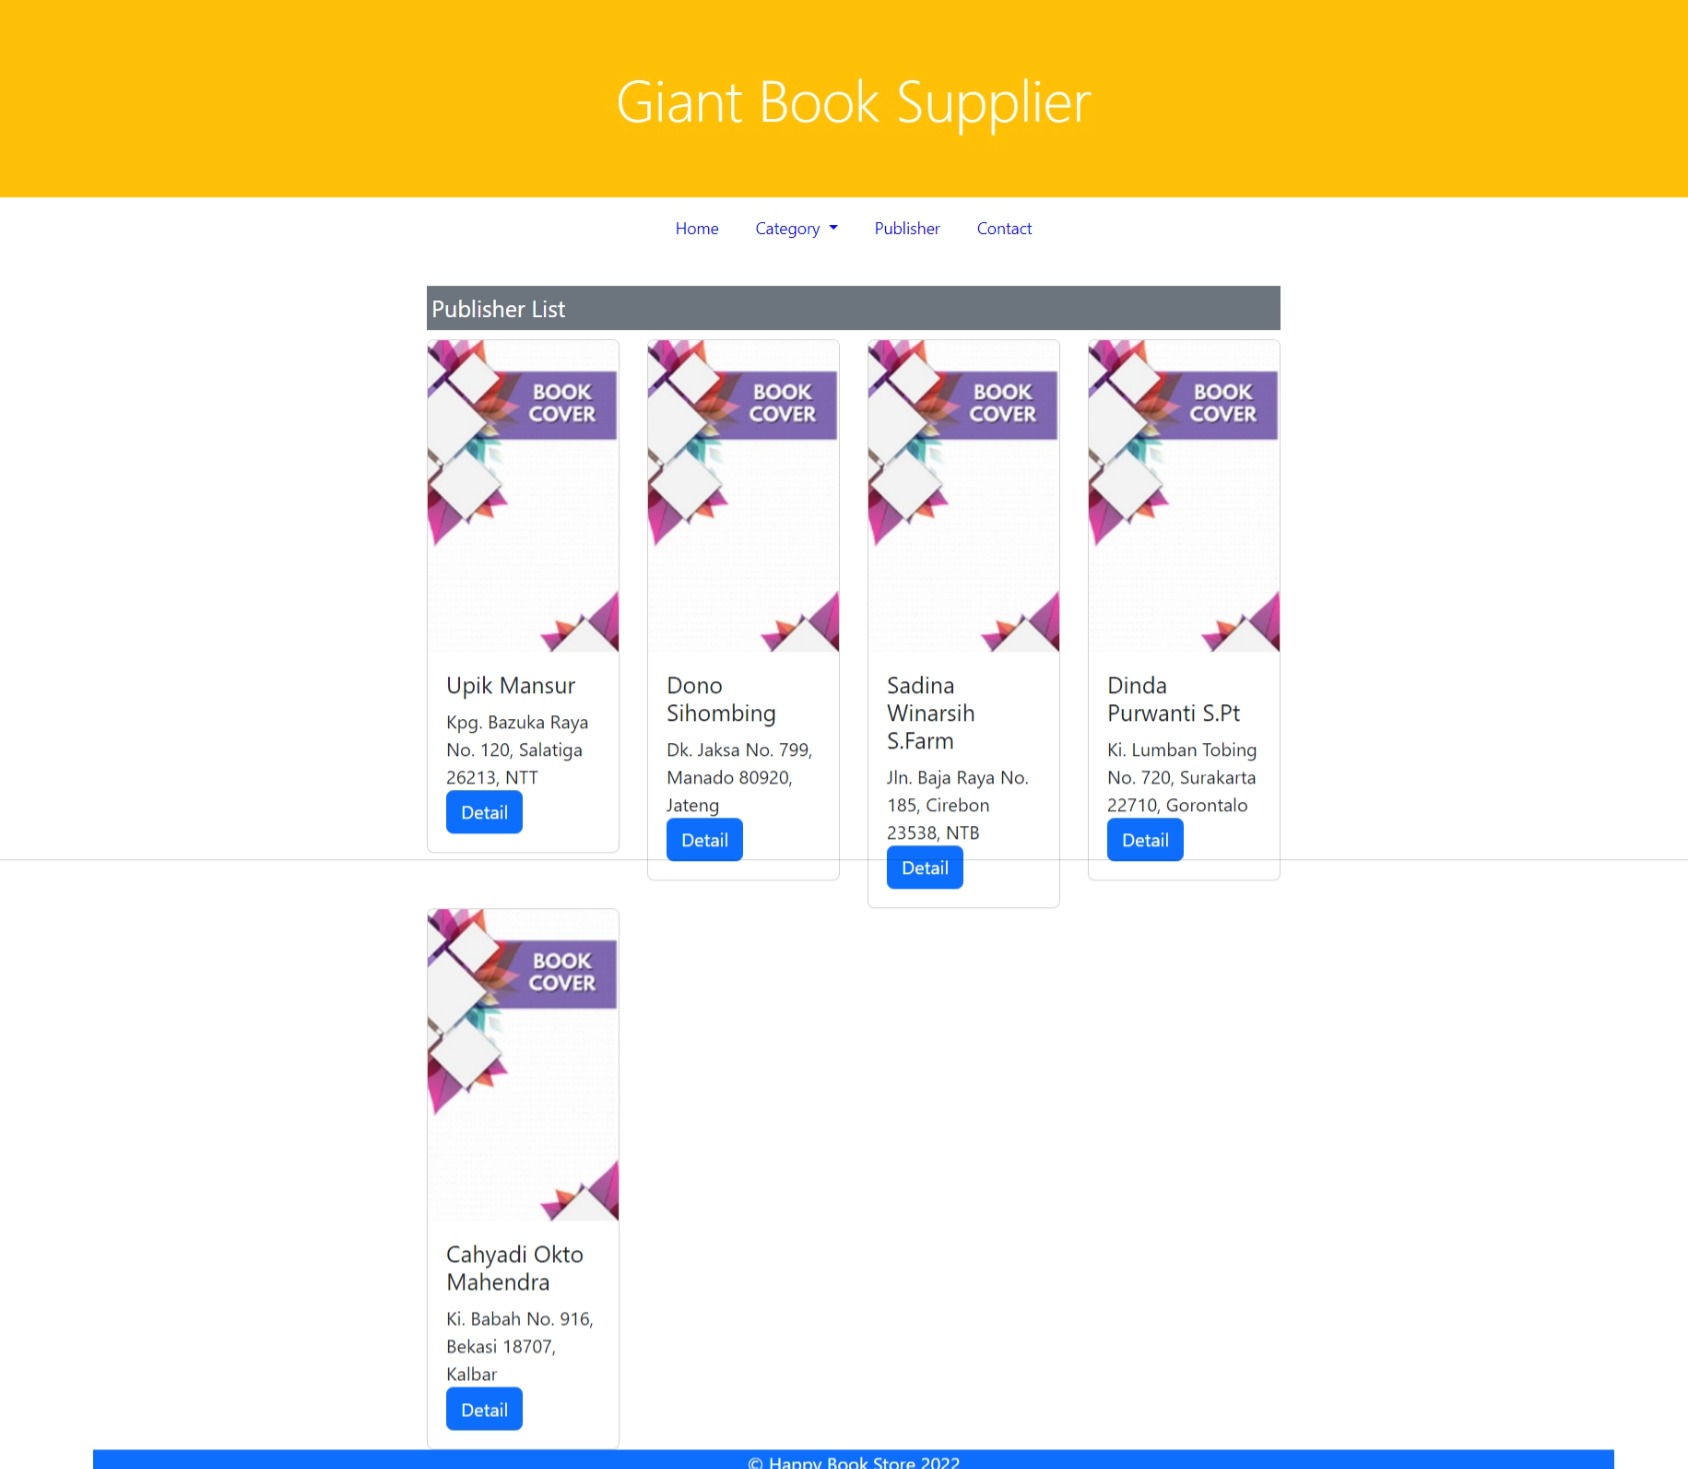 Giant Book Supplier
Home Category Publisher Contact
Publisher List
BOOK
COVER
Upik Mansur
Kpg. Bazuka Raya
No. 120, Salatiga
26213, NTT
Detail
BOOK
COVER
Dono
Sihombing
Dk. Jaksa No. 799,
Manado 80920,
Jateng
Detail
BOOK
COVER
Sadina
Winarsih
S.Farm
Jln. Baja Raya No.
185, Cirebon
23538, NTB
Detail
BOOK
COVER
Dinda
Purwanti S.Pt
Ki. Lumban Tobing
No. 720, Surakarta
22710, Gorontalo
Detail
BOOK
COVER
Cahyadi Okto
Mahendra
Ki. Babah No. 916,
Bekasi 18707,
Kalbar
Detail
© Happy Book Store 2022